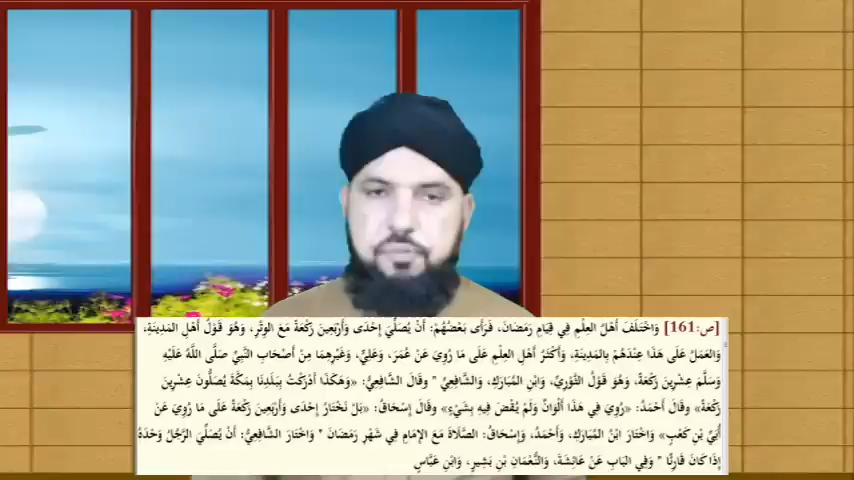 [ص:161] وَاخْتَلَفَ أَهْلُ العِلْمِ فِي قِيَامِ رَمَضَانَ، فَرَأَى بَعْضُهُمْ: أَنْ يُصَلِّيَ إِحْدَى وَأَرْبَعِينَ رَكْعَةً مَعَ الوِتْرِ، وَهُوَ قَوْلُ أَهْلِ المَدِينَةِ،
وَالعَمَلُ عَلَى هَذَا عِنْدَهُمْ بِالمَدِينَةِ، وَأَكْثَرُ أَهْلِ العِلْمِ عَلَى مَا رُوِيَ عَنْ عُمَرَ، وَعَلِيٍّ، وَغَيْرِهِمَا مِنْ أَصْحَابِ النَّبِيِّ صَلَّى اللَّهُ عَلَيْهِ
وَسَلَّمَ عِشْرِينَ رَكْعَةً، وَهُوَ قَوْلُ الثَّوْرِيِّ، وَابْنِ المُبَارَكِ، وَالشَّافِعِيِّ " وقَالَ الشَّافِعِيُّ: «وَهَكَذَا أَدْرَكْتُ بِبَلَدِنَا بِمَكَّةَ يُصَلُّونَ عِشْرِينَ
رَكْعَةً» وقَالَ أَحْمَدُ: «رُوِيَ فِي هَذَا أَلْوَانٌ وَلَمْ يُقْضَ فِيهِ بِشَيْءٍ» وقَالَ إِسْحَاقُ: «بَلْ نَخْتَارُ إِحْدَى وَأَرْبَعِينَ رَكْعَةً عَلَى مَا رُوِيَ عَنْ
أُبَيِّ بْنِ كَعْبٍ» وَاخْتَارَ ابْنُ المُبَارَكِ، وَأَحْمَدُ، وَإِسْحَاقُ: الصَّلَاةَ مَعَ الإِمَامِ فِي شَهْرِ رَمَضَانَ " وَاخْتَارَ الشَّافِعِيُّ: أَنْ يُصَلِّيَ الرَّجُلُ وَحْدَهُ
إِذَا كَانَ قَارِئًا " وَفِي البَابِ عَنْ عَائِشَةَ، وَالنُّعْمَانِ بْنِ بَشِيرٍ، وَابْنِ عَبَّاسٍ